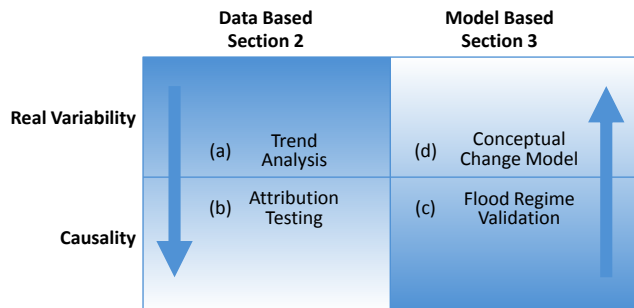 Data Based
Section 2
Model Based
Section 3
Real Variability
(a) Trend
Analysis
(d) Conceptual
Change Model
Causality
(b) Attribution
Testing
(c) Flood Regime
Validation